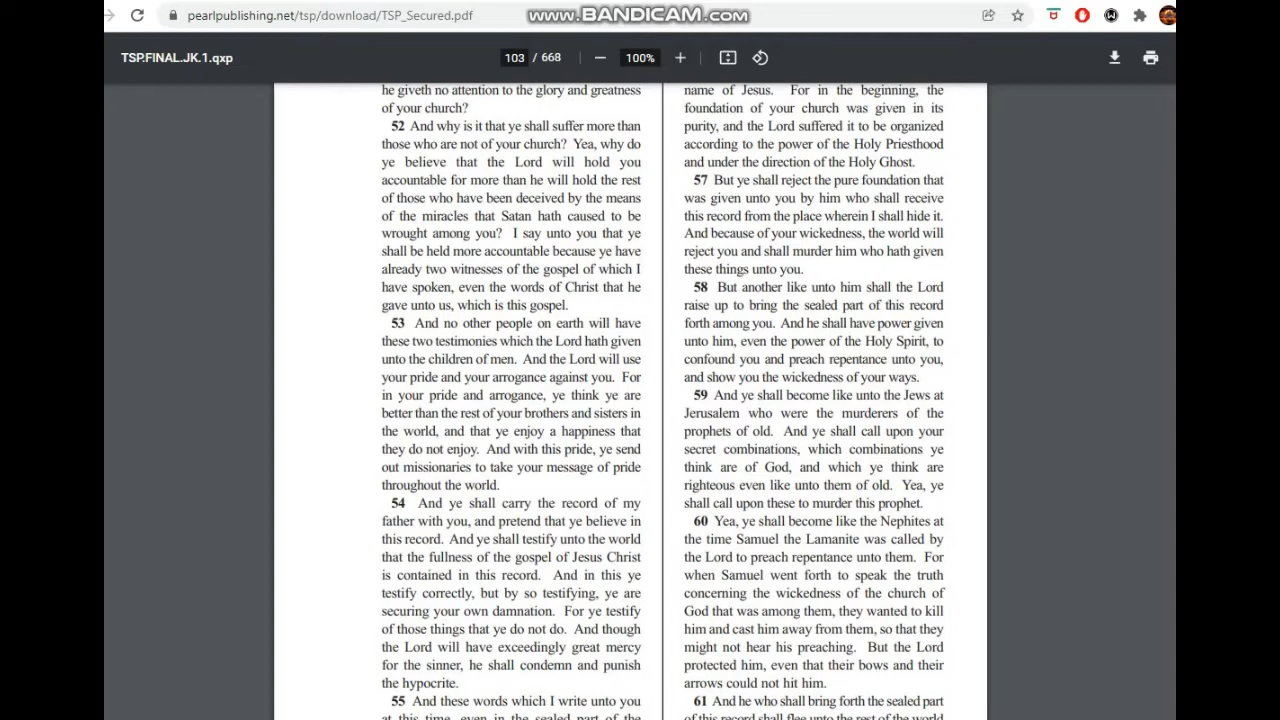 www.BANDICAM.com
pearlpublishing.net/tsp/download/TSP_Secured.pdf
TSP.FINAL.JK.1.qxp
103 / 668
100%
he giveth no attention to the glory and greatness
of your church?
52 And why is it that ye shall suffer more than
those who are not of your church? Yea, why do
ye believe that the Lord will hold you
accountable for more than he will hold the rest
of those who have been deceived by the means
of the miracles that Satan hath caused to be
wrought among you? I say unto you that ye
shall be held more accountable because ye have
already two witnesses of the gospel of which I
have spoken, even the words of Christ that he
gave unto us, which is this gospel.
53 And no other people on earth will have
these two testimonies which the Lord hath given
unto the children of men. And the Lord will use
your pride and your arrogance against you. For
in your pride and arrogance, ye think ye are
better than the rest of your brothers and sisters in
the world, and that ye enjoy a happiness that
they do not enjoy. And with this pride, ye send
out missionaries to take your message of pride
throughout the world.
54 And ye shall carry the record of my
father with you, and pretend that ye believe in
this record. And ye shall testify unto the world
that the fullness of the gospel of Jesus Christ
is contained in this record. And in this ye
testify correctly, but by so testifying, ye are
securing your own damnation. For ye testify
of those things that ye do not do. And though
the Lord will have exceedingly great mercy
for the sinner, he shall condemn and punish
the hypocrite.
55 And these words which I write unto you
at this time, even in the sealed part of the
name of Jesus. For in the beginning, the
foundation of your church was given in its
purity, and the Lord suffered it to be organized
according to the power of the Holy Priesthood
and under the direction of the Holy Ghost.
57 But ye shall reject the pure foundation that
was given unto you by him who shall receive
this record from the place wherein I shall hide it.
And because of your wickedness, the world will
reject you and shall murder him who hath given
these things unto you.
58 But another like unto him shall the Lord
raise up to bring the sealed part of this record
forth among you. And he shall have power given
unto him, even the power of the Holy Spirit, to
confound you and preach repentance unto you,
and show you the wickedness of your ways.
59 And ye shall become like unto the Jews at
Jerusalem who were the murderers of the
prophets of old. And ye shall call upon your
secret combinations, which combinations ye
think are of God, and which ye think are
righteous even like unto them of old. Yea, ye
shall call upon these to murder this prophet.
60 Yea, ye shall become like the Nephites at
the time Samuel the Lamanite was called by
the Lord to preach repentance unto them. For
when Samuel went forth to speak the truth
concerning the wickedness of the church of
God that was among them, they wanted to kill
him and cast him away from them, so that they
might not hear his preaching. But the Lord
protected him, even that their bows and their
arrows could not hit him.
61 And he who shall bring forth the sealed part
of this record shall flee unto the rest of the world